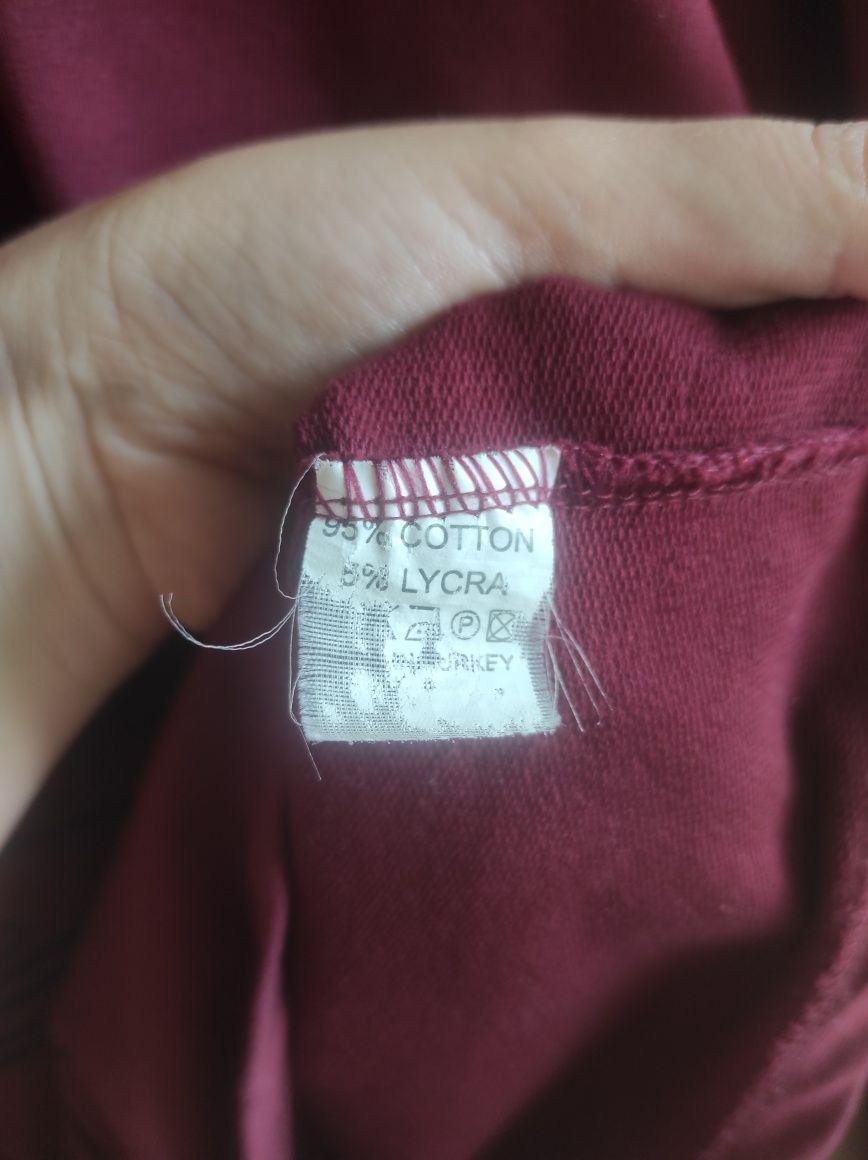 95% COTTON
5% LYCRA
P
TURKEY